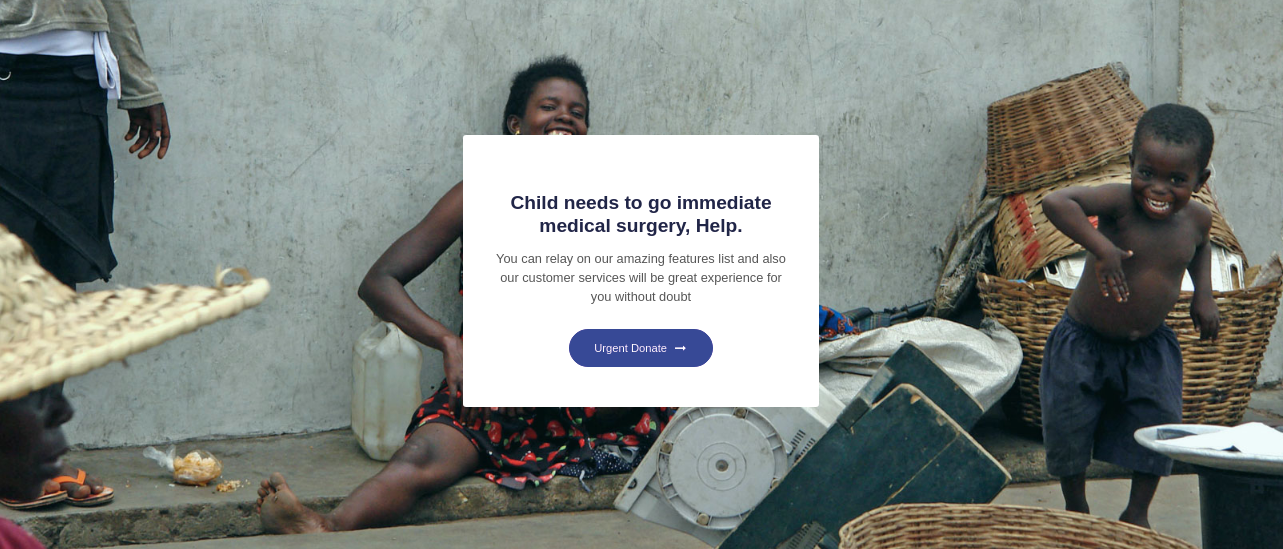 Child needs to go immediate
medical surgery, Help.
You can relay on our amazing features list and also
our customer services will be great experience for
you without doubt
Urgent Donate